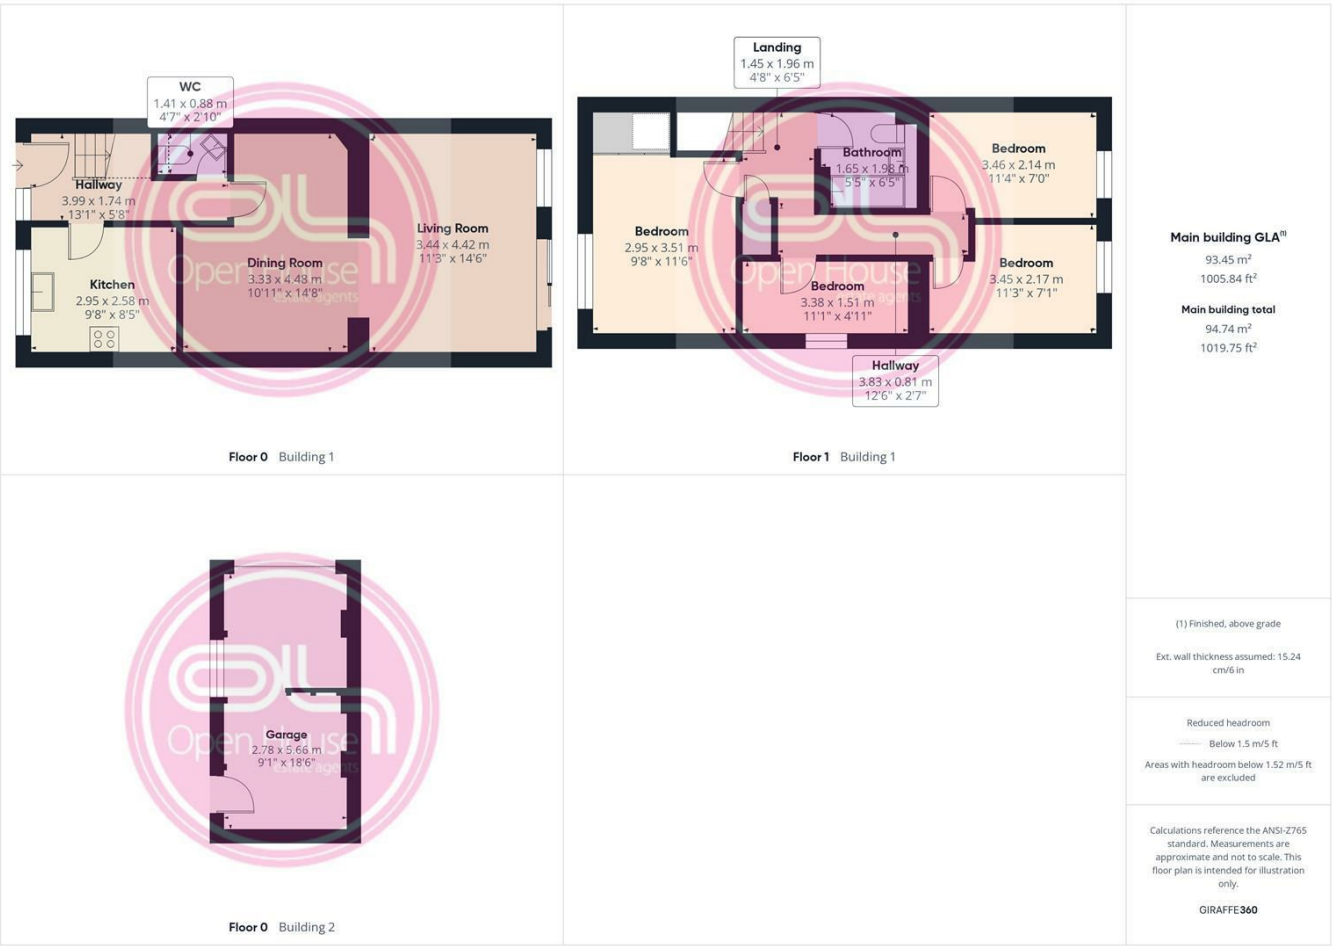 WC
1.41 x 0.88 m
4'7" x 2'10"
Hallway
3.99 x 1.74 m
13'1" x 5'8"
Living Room
3.44 x 4.42 m
11'3" x 14'6"
Dining Room
3.33 x 4.48 m
10'11" x 14'8"
Kitchen
2.95 x 2.58 m
9'8" x 8'5"
Open House
estate agents
Floor 0 Building 1
Landing
1.45 x 1.96 m
4'8" x 6'5"
Bathroom
1.65 x 1.98 m
5'5" x 6'5"
Bedroom
3.46 x 2.14 m
11'4" x 7'0"
Bedroom
2.95 x 3.51 m
9'8" x 11'6"
Bedroom
3.45 x 2.17 m
11'3" x 7'1"
Bedroom
3.38 x 1.51 m
11'1" x 4'11"
Open House
estate agents
Hallway
3.83 x 0.81 m
12'6" x 2'7"
Floor 1 Building 1
Main building GLA(1)
93.45 m²
1005.84 ft²
Main building total
94.74 m²
1019.75 ft²
Garage
2.78 x 5.66 m
9'1" x 18'6"
Open House
estate agents
Floor 0 Building 2
(1) Finished, above grade
Ext. wall thickness assumed: 15.24
cm/6 in
Reduced headroom
Below 1.5 m/5 ft
Areas with headroom below 1.52 m/5 ft
are excluded
Calculations reference the ANSI-Z765
standard. Measurements are
approximate and not to scale. This
floor plan is intended for illustration
only.
GIRAFFE360